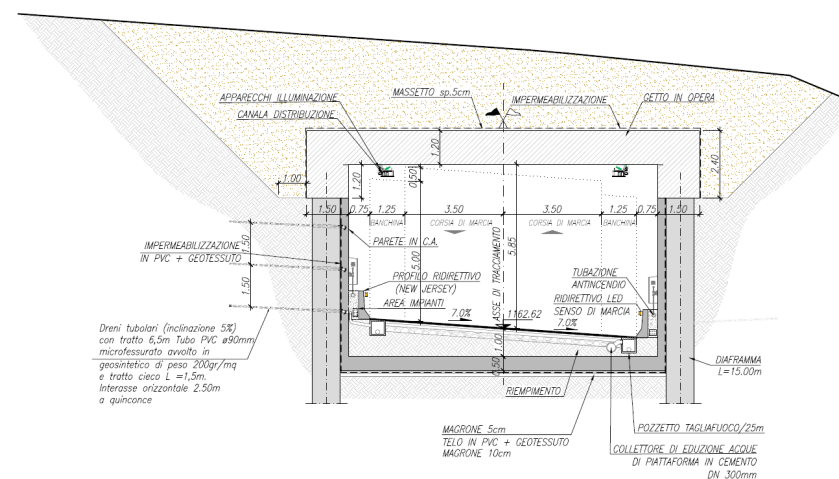 MASSETTO sp.5cm
APPARECCHI ILLUMINAZIONE
IMPERMEABILIZZAZIONE
GETTO IN OPERA
CANALA DISTRIBUZIONE
1.20
2.40
1.20
0.50
1.00
1.50
0.75
1.25
3.50
3.50
1.25
0.75
1.50
BANCHINA
CORSIA DI MARCIA
CORSIA DI MARCIA
BANCHINA
PARETE IN C.A.
5.85
5.00
ASSE DI TRACCIAMENTO
1.50
1.50
IMPERMEABILIZZAZIONE
IN PVC + GEOTESSUTO
PROFILO RIDIRETTIVO
(NEW JERSEY)
AREA IMPIANTI
TUBAZIONE
ANTINCENDIO
RIDIRETTIVO LED
SENSO DI MARCIA
7.0%
1162.62
7.0%
1.00
0.50
Dreni tubolari (inclinazione 5%)
con tratto 6,5m Tubo PVC ø90mm
microfessurato avvolto in
geosintetico di peso 200gr/mq
e tratto cieco L =1,5m.
Interasse orizzontale 2.50m
a quinconce
DIAFRAMMA
L=15.00m
RIEMPIMENTO
MAGRONE 5cm
TELO IN PVC + GEOTESSUTO
MAGRONE 10cm
POZZETTO TAGLIAFUOCO/25m
COLLETTORE DI EDUZIONE ACQUE
DI PIATTAFORMA IN CEMENTO
DN 300mm